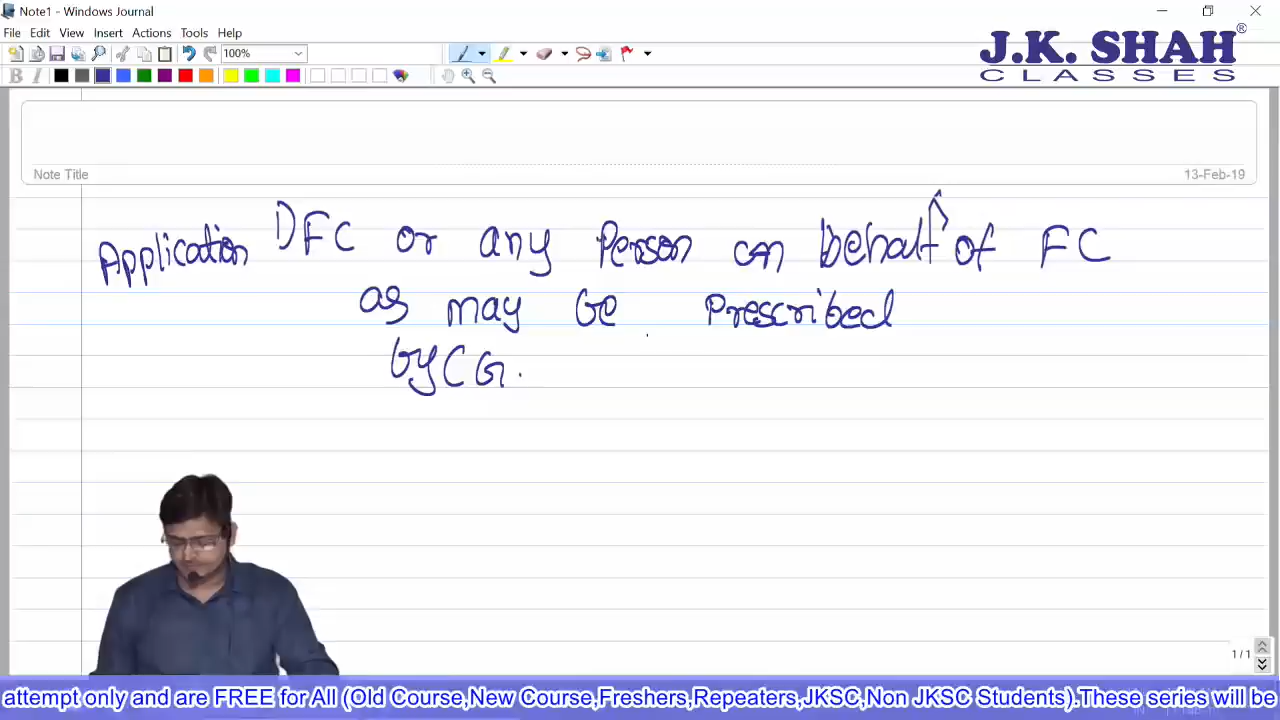 Note1 - Windows Journal
File Edit View Insert Actions Tools Help
100%
J.K. SHAH ®
CLASSES
Note Title
13-Feb-19
Application 1) FC or any Person on behalf of FC
as may be Prescribed
by CG.
1 / 1
attempt only and are FREE for All (Old Course,New Course,Freshers,Repeaters,JKSC,Non JKSC Students).These series will be